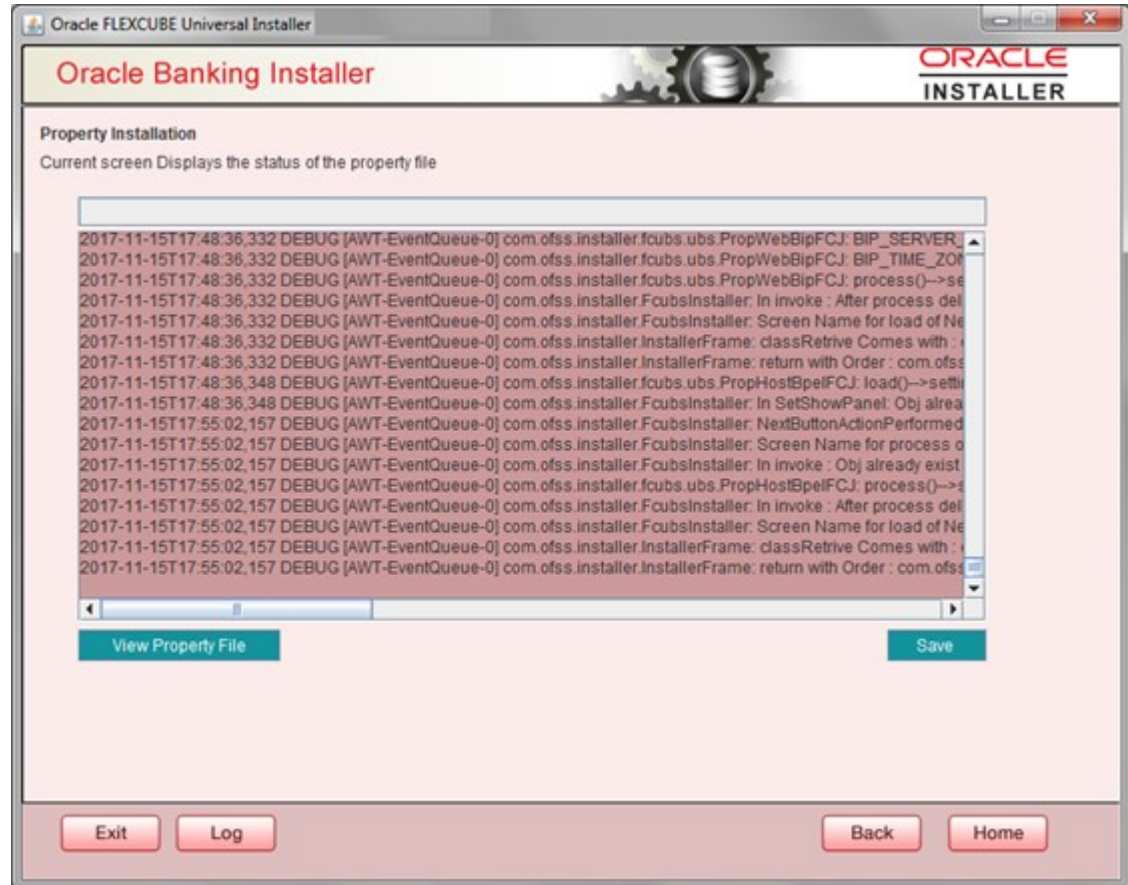 Oracle FLEXCUBE Universal Installer
Oracle Banking Installer
ORACLE
INSTALLER
Property Installation
Current screen Displays the status of the property file
2017-11-15T17:48:36,332 DEBUG [AWT-EventQueue-0] com.ofss.installer.fcubs.ubs.PropWebBipFCJ: BIP_SERVER_
2017-11-15T17:48:36,332 DEBUG [AWT-EventQueue-0] com.ofss.installer.fcubs.ubs.PropWebBipFCJ: BIP_TIME_ZO
2017-11-15T17:48:36,332 DEBUG [AWT-EventQueue-0] com.ofss.installer.fcubs.ubs.PropWebBipFCJ: process()-->se
2017-11-15T17:48:36,332 DEBUG [AWT-EventQueue-0] com.ofss.installer.FcubsInstaller: In invoke : After process del
2017-11-15T17:48:36,332 DEBUG [AWT-EventQueue-0] com.ofss.installer.FcubsInstaller: Screen Name for load of Ne
2017-11-15T17:48:36,332 DEBUG [AWT-EventQueue-0] com.ofss.installer.InstallerFrame: classRetrive Comes with :
2017-11-15T17:48:36,332 DEBUG [AWT-EventQueue-0] com.ofss.installer.InstallerFrame: return with Order : com.ofss
2017-11-15T17:48:36,348 DEBUG [AWT-EventQueue-0] com.ofss.installer.fcubs.ubs.PropHostBpelFCJ: load()-->setti
2017-11-15T17:48:36,348 DEBUG [AWT-EventQueue-0] com.ofss.installer.FcubsInstaller: In SetShowPanel: Obj alrea
2017-11-15T17:55:02,157 DEBUG [AWT-EventQueue-0] com.ofss.installer.FcubsInstaller: NextButtonActionPerformed
2017-11-15T17:55:02,157 DEBUG [AWT-EventQueue-0] com.ofss.installer.FcubsInstaller: Screen Name for process o
2017-11-15T17:55:02,157 DEBUG [AWT-EventQueue-0] com.ofss.installer.FcubsInstaller: In invoke : Obj already exist
2017-11-15T17:55:02,157 DEBUG [AWT-EventQueue-0] com.ofss.installer.fcubs.ubs.PropHostBpelFCJ: process()-->s
2017-11-15T17:55:02,157 DEBUG [AWT-EventQueue-0] com.ofss.installer.FcubsInstaller: In invoke : After process del
2017-11-15T17:55:02,157 DEBUG [AWT-EventQueue-0] com.ofss.installer.FcubsInstaller: Screen Name for load of Ne
2017-11-15T17:55:02,157 DEBUG [AWT-EventQueue-0] com.ofss.installer.InstallerFrame: classRetrive Comes with :
2017-11-15T17:55:02,157 DEBUG [AWT-EventQueue-0] com.ofss.installer.InstallerFrame: return with Order : com.ofss
View Property File
Save
Exit
Log
Back
Home